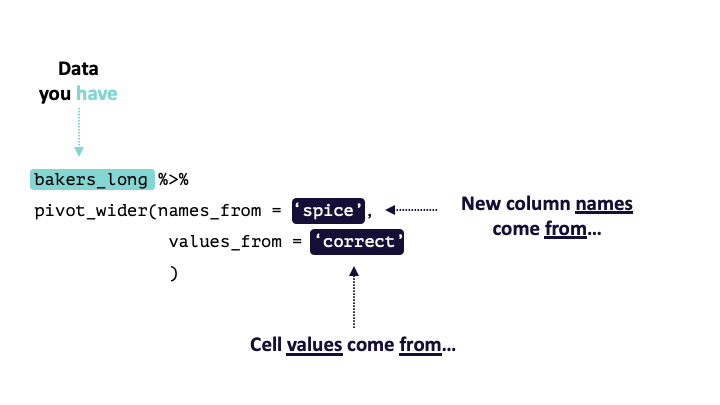 Data
you have
bakers_long %>%
pivot_wider(names_from = ‘spice’,
values_from = ‘correct’
)
New column names
come from…
Cell values come from…